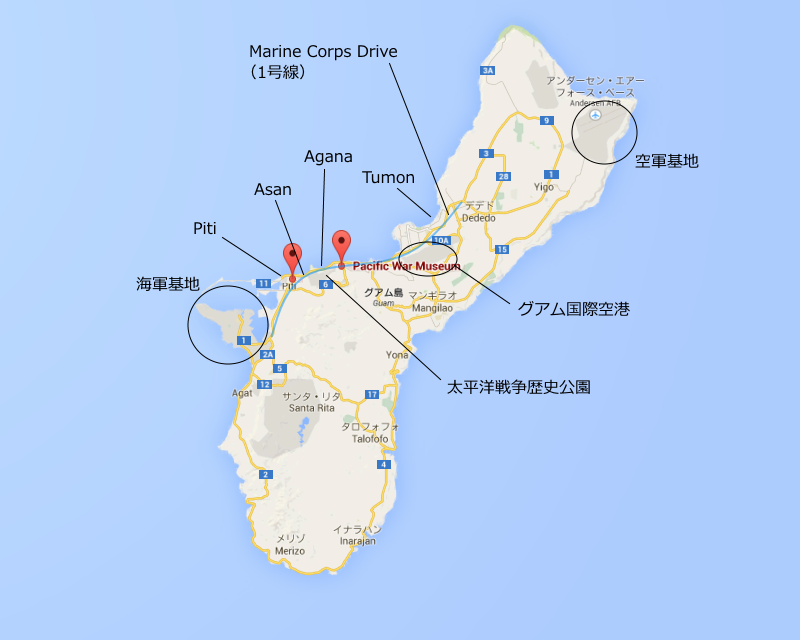 Marine Corps Drive
（1号線）
3A
アンダーセン・エアー
フォース・ベース
Andersen AFB
9
空軍基地
Agana
3
Tumon
28
1
Asan
Yigo
デデド
Dededo
Piti
10A
15
Pacific War Museum
海軍基地
11
Piti
6
グアム島
Guam
マンギラオ
Mangilao
グアム国際空港
1
2A
Yona
5
太平洋戦争歴史公園
12
Agat
サンタ・リタ
Santa Rita
17
タロフォフォ
Talofofo
2
4
メリゾ
Merizo
イナラハン
Inarajan